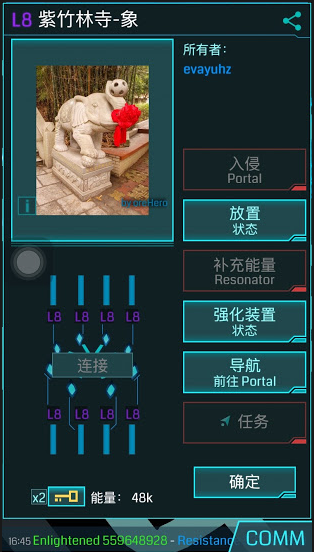 L8 紫竹林寺-象
所有者:
evayuhz
入侵
Portal
放置
状态
补充能量
Resonator
强化装置
状态
导航
前往 Portal
任务
确定
L8 L8 L8 L8
连接
L8 L8 L8 L8
x2
能量: 48k
16:45 Enlightened 559648928 - Resistanc
COMM